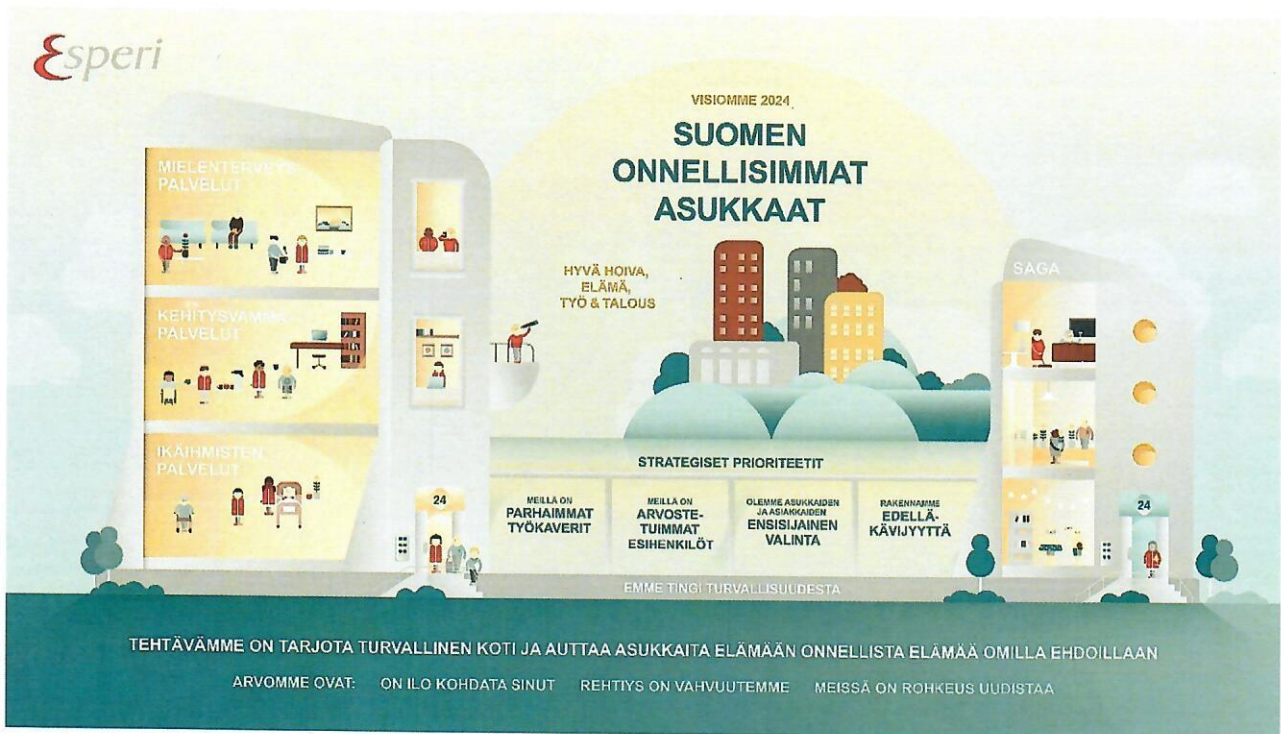 Esperi
VISIOMME 2024
SUOMEN
ONNELLISIMMAT
ASUKKAAT
HYVÄ HOIVA,
ELÄMÄ,
TYÖ & TALOUS
MIELENTERVEYS
PALVELUT
KEHITYSVAMMA
PALVELUT
IKÄIHMISTEN
PALVELUT
24
SAGA
24
STRATEGISET PRIORITEETIT
MEILLÄ ON
PARHAIMMAT
TYÖKAVERIT
MEILLÄ ON
ARVOSTE-
TUIMMAT
ESIHENKILÖT
OLEMME ASUKKAIDEN
JA ASIAKKAIDEN
ENSISIJAINEN
VALINTA
RAKENNAMME
EDELLÄ-
KÄVIJYYTTÄ
EMME TINGI TURVALLISUUDESTA
TEHTÄVÄMME ON TARJOTA TURVALLINEN KOTI JA AUTTAA ASUKKAITA ELÄMÄÄN ONNELLISTA ELÄMÄÄ OMILLA EHDOILLAAN
ARVOMME OVAT: ON ILO KOHDATA SINUT REHTIYS ON VAHVUUTEMME MEISSÄ ON ROHKEUS UUDISTAA